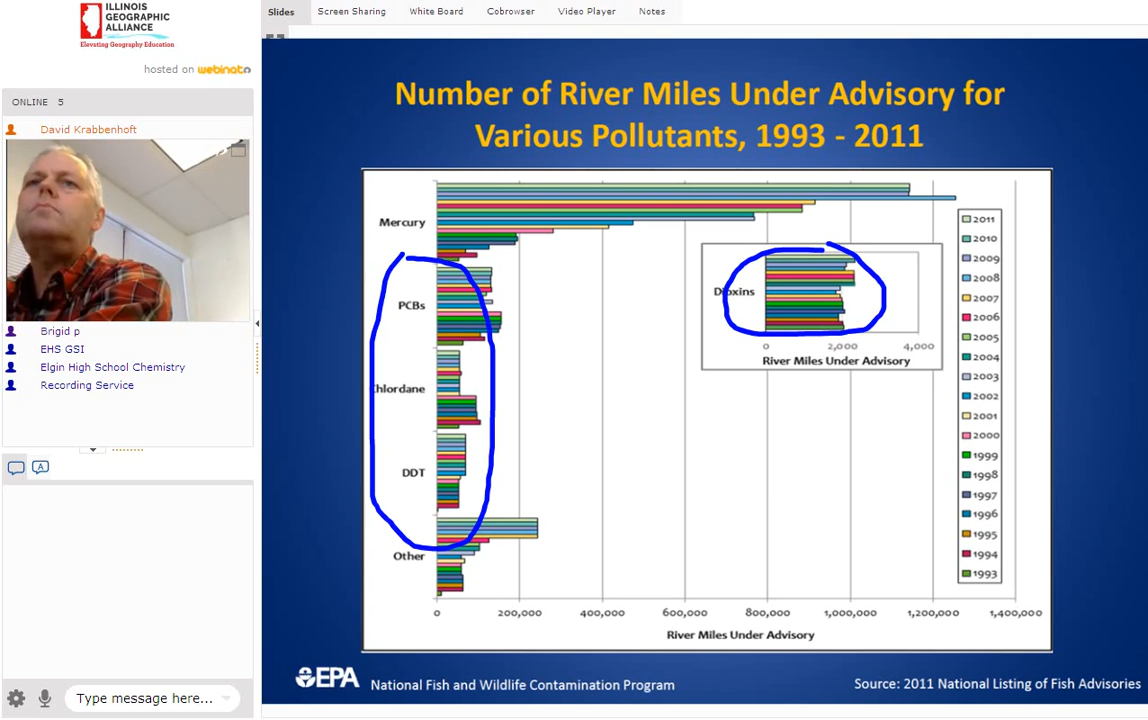 ILLINOIS
GEOGRAPHIC
ALLIANCE
Elevating Geography Education
hosted on webinato
ONLINE 5
David Krabbenhoft
Brigid p
EHS GSI
Elgin High School Chemistry
Recording Service
A
Type message here...
Slides
Screen Sharing
White Board
Cobrowser
Video Player
Notes
Number of River Miles Under Advisory for
Various Pollutants, 1993 - 2011
Mercury
PCBs
Chlordane
DDT
Other
0
200,000
400,000
600,000
800,000
1,000,000
1,200,000
1,400,000
River Miles Under Advisory
Dioxins
0
2,000
4,000
River Miles Under Advisory
2011
2010
2009
2008
2007
2006
2005
2004
2003
2002
2001
2000
1999
1998
1997
1996
1995
1994
1993
EPA
National Fish and Wildlife Contamination Program
Source: 2011 National Listing of Fish Advisories